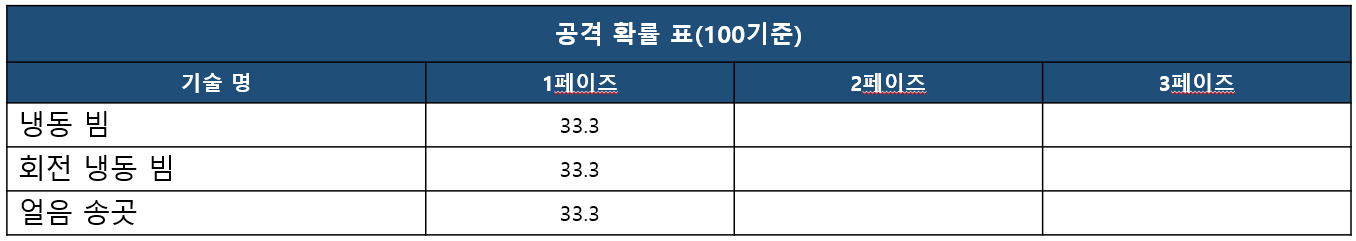 공격 확률 표(100기준)
기술 명 1페이즈 2페이즈 3페이즈
냉동 빔 33.3
회전 냉동 빔 33.3
얼음 송곳 33.3